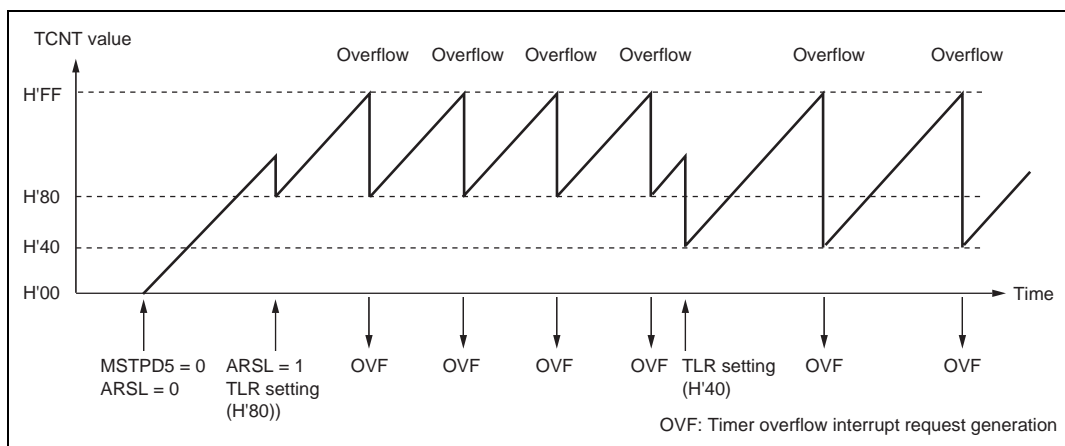 TCNT value
Overflow Overflow Overflow Overflow Overflow Overflow
H'FF
H'80
H'40
H'00
Time
MSTPD5 = 0
ARSL = 0
ARSL = 1
TLR setting
(H'80))
OVF OVF OVF OVF
TLR setting
(H'40)
OVF OVF
OVF: Timer overflow interrupt request generation